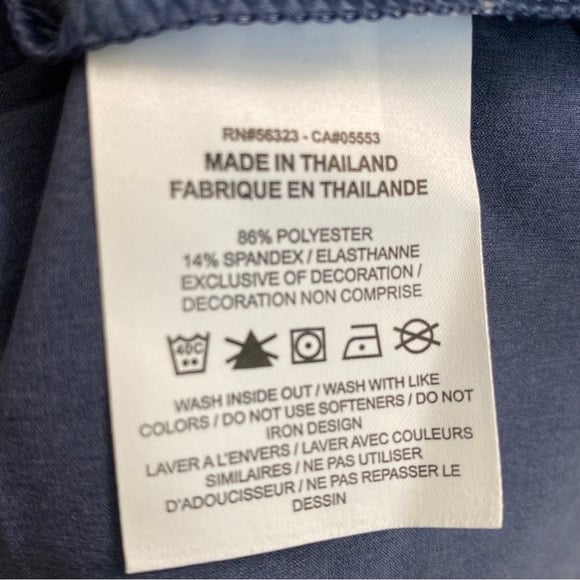 RN#56323 - CA#05553
MADE IN THAILAND
FABRIQUE EN THAILANDE
86% POLYESTER
14% SPANDEX / ELASTHANNE
EXCLUSIVE OF DECORATION /
DECORATION NON COMPRISE
40C
WASH INSIDE OUT / WASH WITH LIKE
COLORS / DO NOT USE SOFTENERS / DO NOT
IRON DESIGN
LAVER A L'ENVERS / LAVER AVEC COULEURS
SIMILAIRES / NE PAS UTILISER
D'ADOUCISSEUR / NE PAS REPASSER LE
DESSIN